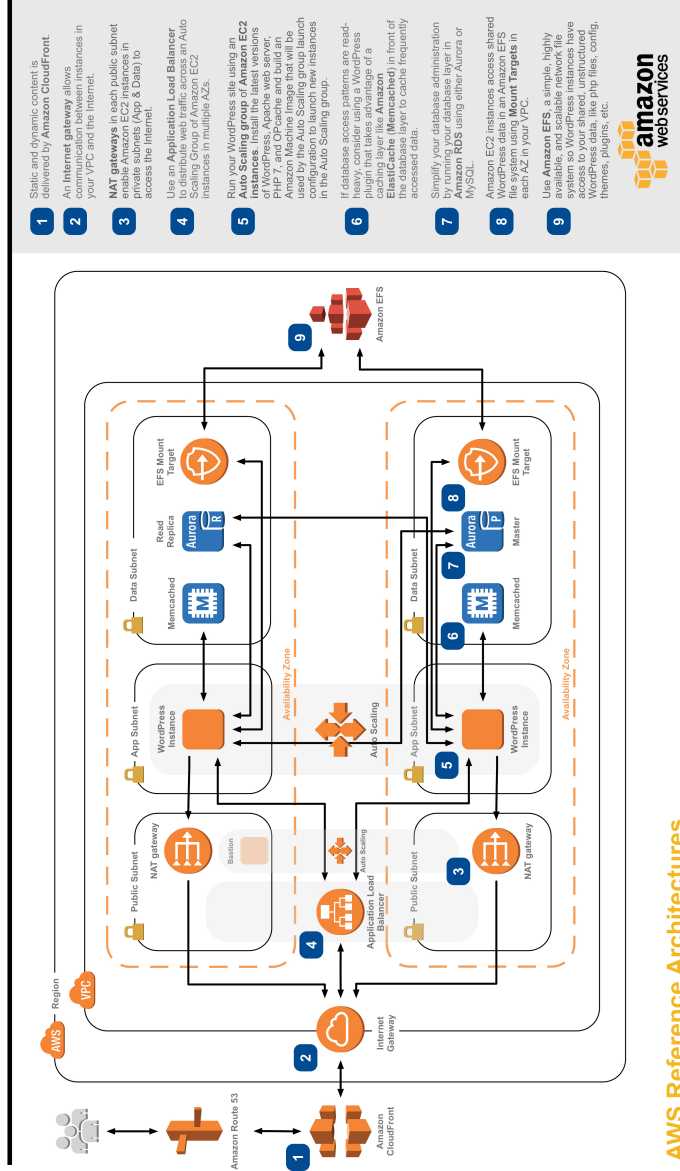 1
Static and dynamic content is
delivered by Amazon CloudFront.
2
An Internet gateway allows
communication between instances in
your VPC and the Internet.
3
NAT gateways in each public subnet
enable Amazon EC2 instances in
private subnets (App & Data) to
access the Internet.
4
Use an Application Load Balancer
to distribute web traffic across an Auto
Scaling Group of Amazon EC2
instances in multiple AZs.
5
Run your WordPress site using an
Auto Scaling group of Amazon EC2
instances. Install the latest versions
of WordPress, Apache web server,
PHP 7, and OPcache and build an
Amazon Machine Image that will be
used by the Auto Scaling group launch
configuration to launch new instances
in the Auto Scaling group.
6
If database access patterns are read-
heavy, consider using a WordPress
plugin that takes advantage of a
caching layer like Amazon
ElastiCache (Memcached) in front of
the database layer to cache frequently
accessed data.
7
Simplify your database administration
by running your database layer in
Amazon RDS using either Aurora or
MySQL.
8
Amazon EC2 instances access shared
WordPress data in an Amazon EFS
file system using Mount Targets in
each AZ in your VPC.
9
Use Amazon EFS, a simple, highly
available, and scalable network file
system so WordPress instances have
access to your shared, unstructured
WordPress data, like php files, config,
themes, plugins, etc.
amazon
web services
Amazon Route 53
1
Amazon
CloudFront
AWS
Region
VPC
2
Internet
Gateway
Public Subnet
NAT gateway
Bastion
App Subnet
WordPress
Instance
Data Subnet
Memcached
Read
Replica
Aurora
R
M
EFS Mount
Target
Availability Zone
4
Application Load
Balancer
Auto Scaling
Auto Scaling
9
Amazon EFS
Public Subnet
3
NAT gateway
App Subnet
5
WordPress
Instance
Data Subnet
6
M
Memcached
7
Aurora
P
Master
8
EFS Mount
Target
Availability Zone
AWS Reference Architectures